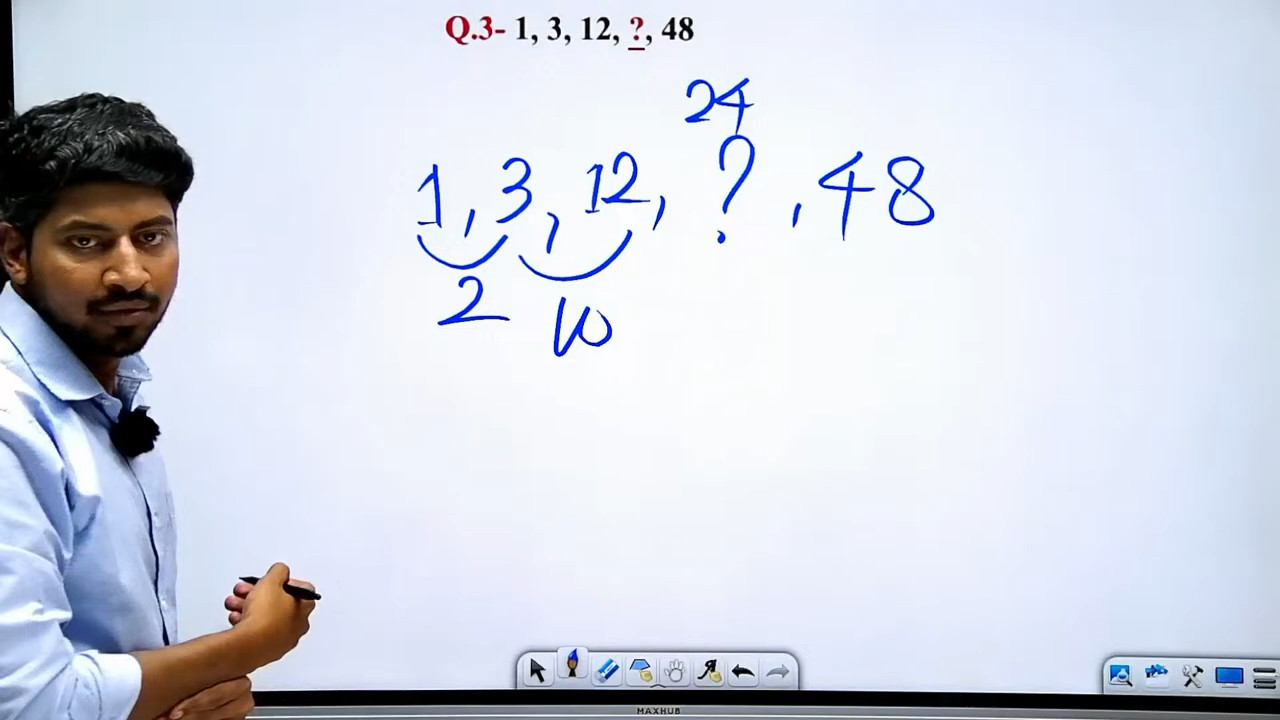 Q.3- 1, 3, 12, ?, 48
24
1, 3, 12, ?, 48
2 10
MAXHUB